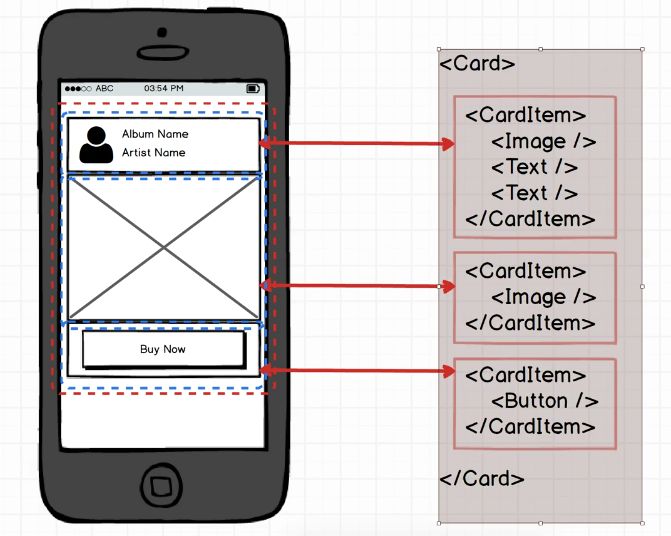 ABC 03:54 PM
Album Name
Artist Name
Buy Now
<Card>
<CardItem>
<Image />
<Text />
<Text />
</CardItem>
<CardItem>
<Image />
</CardItem>
<CardItem>
<Button />
</CardItem>
</Card>